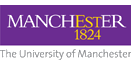 MANCHESTER
1824
The University of Manchester